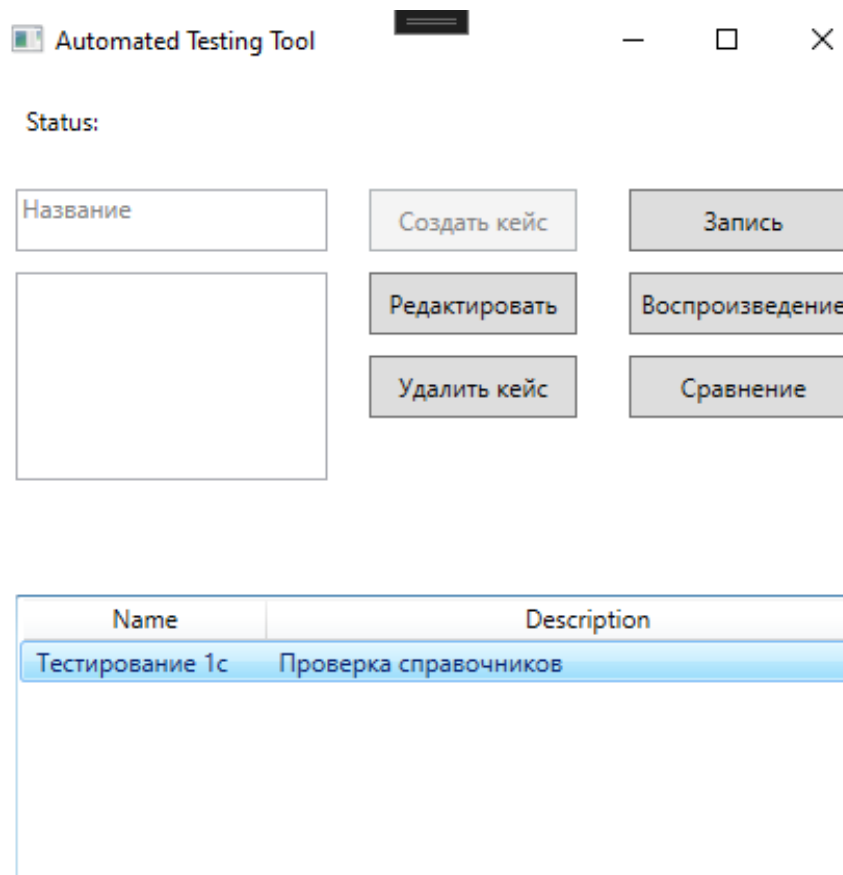 Automated Testing Tool
Status:
Название
Создать кейс
Запись
Редактировать
Воспроизведение
Удалить кейс
Сравнение
Name Description
Тестирование 1с Проверка справочников